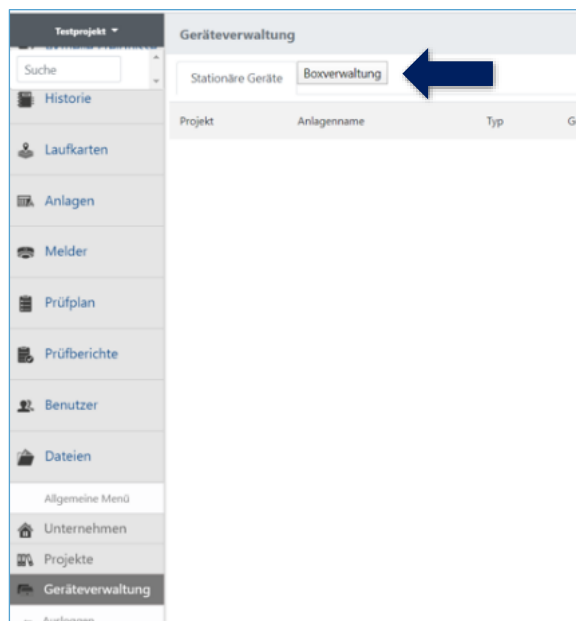 Testprojekt
Geräteverwaltung
Suche
Stationäre Geräte
Boxverwaltung
Historie
Projekt
Anlagenname
Typ
Laufkarten
Anlagen
Melder
Prüfplan
Prüfberichte
Benutzer
Dateien
Allgemeine Menü
Unternehmen
Projekte
Geräteverwaltung